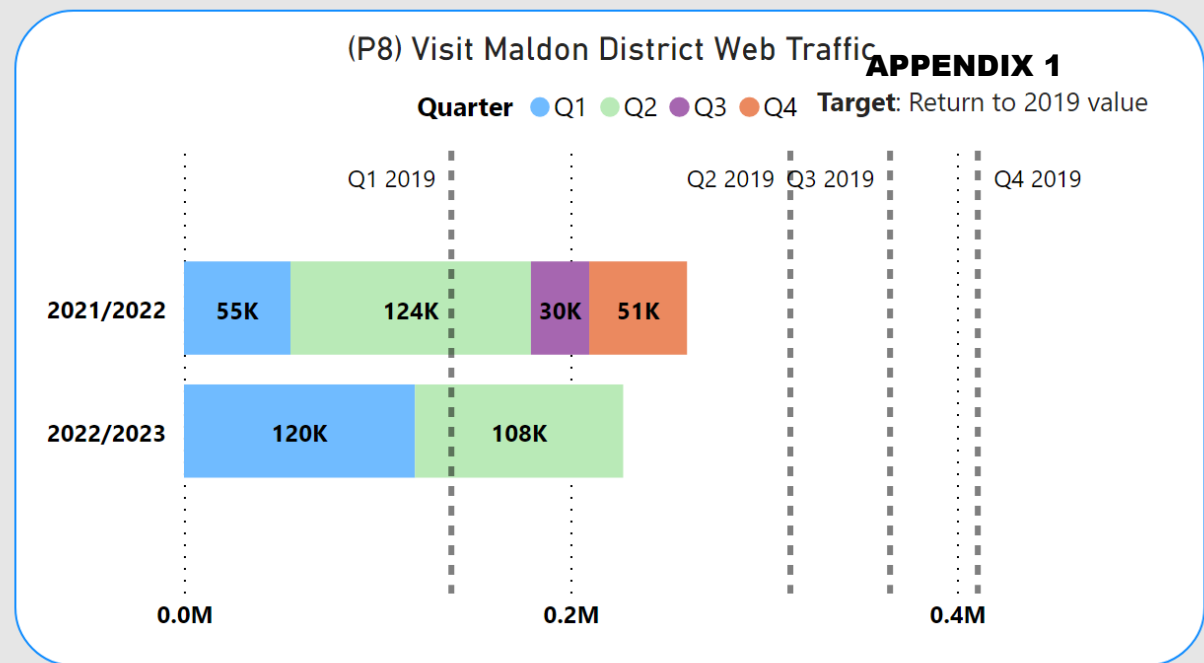 (P8) Visit Maldon District Web Traffic
APPENDIX 1
Quarter Q1 Q2 Q3 Q4 Target: Return to 2019 value
Q1 2019 Q2 2019 Q3 2019 Q4 2019
2021/2022 55K 124K 30K 51K
2022/2023 120K 108K
0.0M 0.2M 0.4M